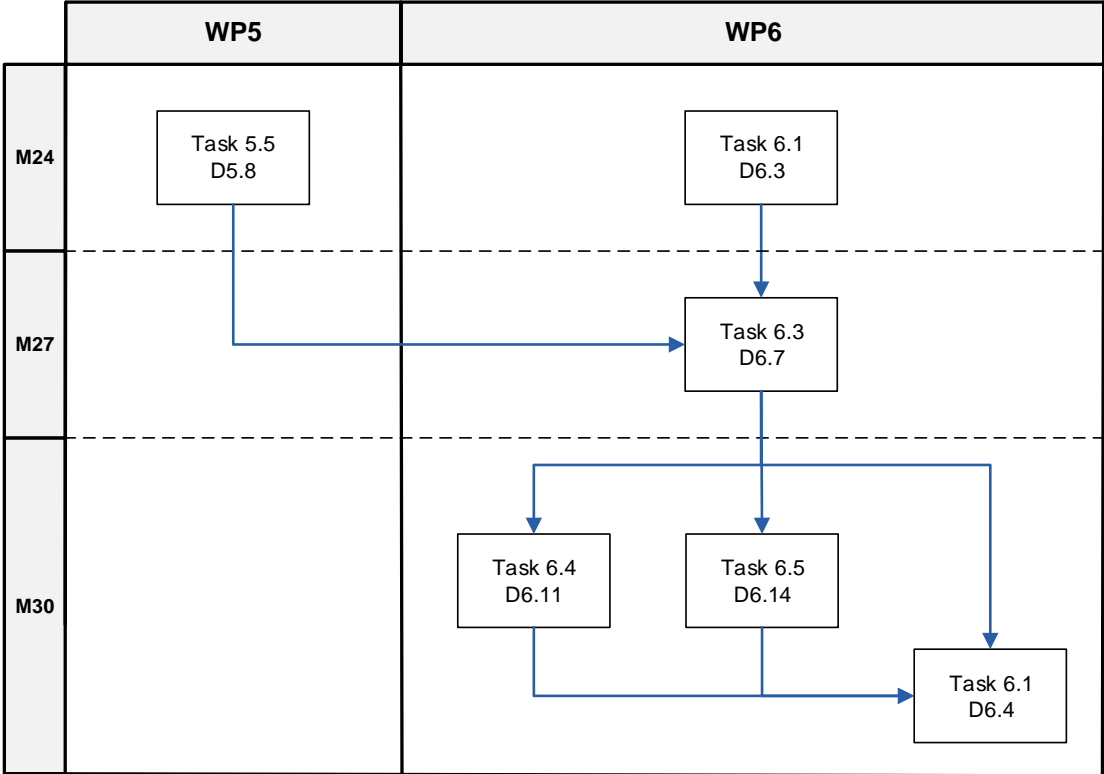 WP5
WP6
M24
Task 5.5
D5.8
Task 6.1
D6.3
M27
Task 6.3
D6.7
M30
Task 6.4
D6.11
Task 6.5
D6.14
Task 6.1
D6.4